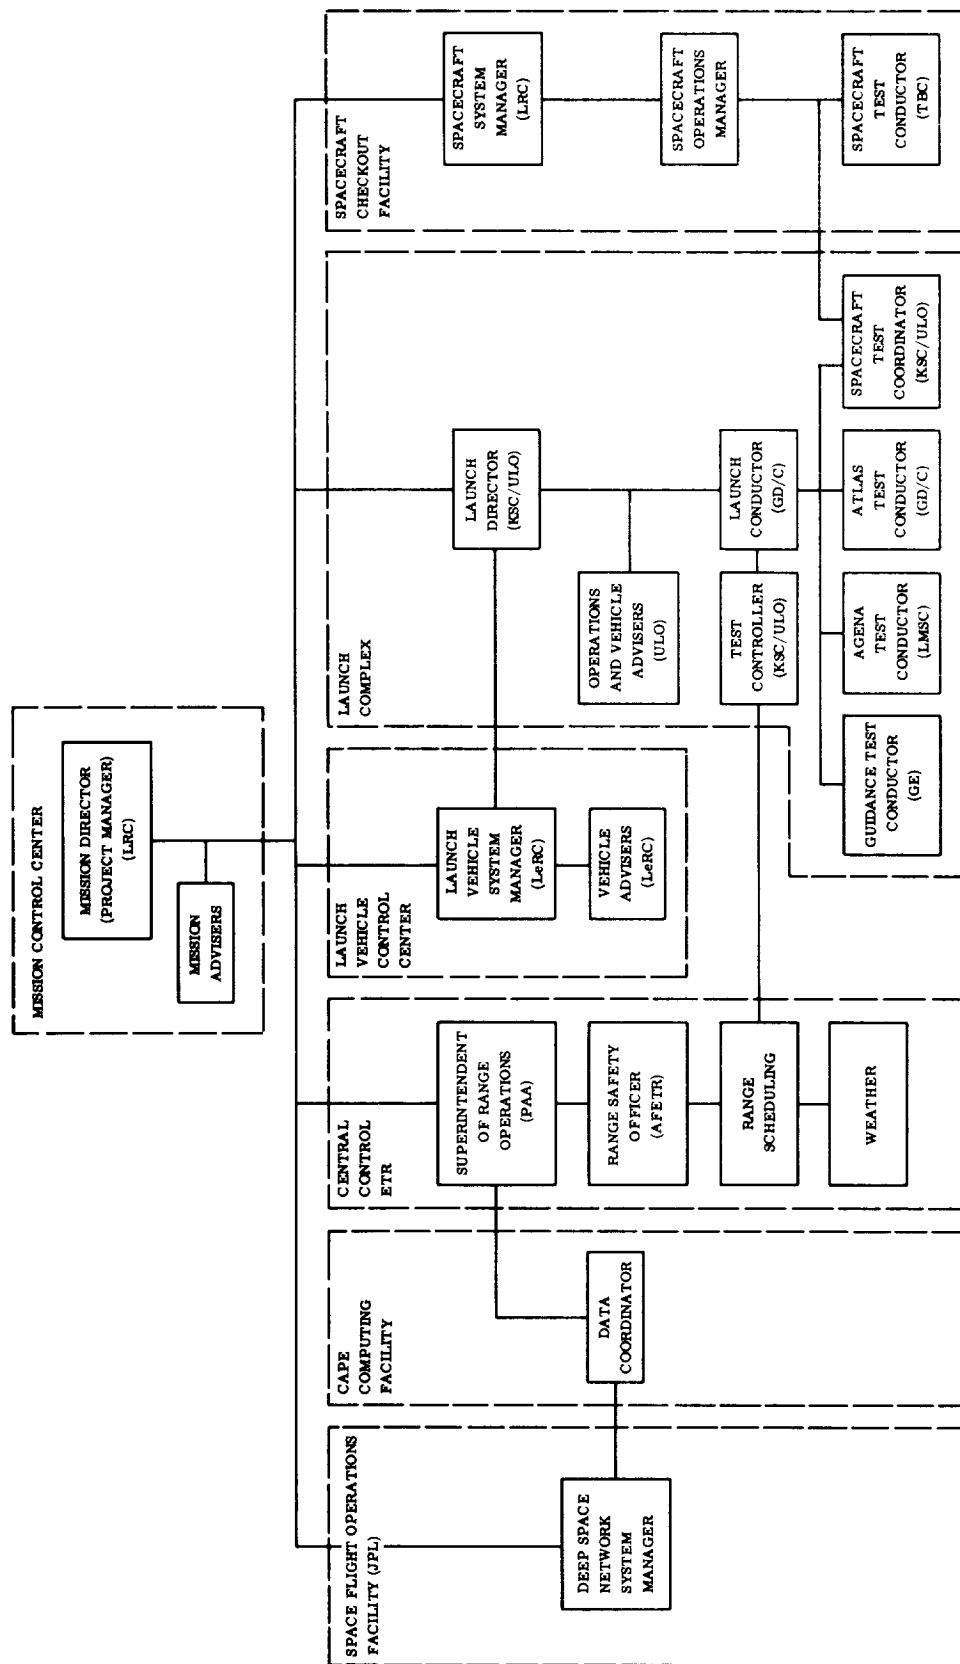 MISSION CONTROL CENTER
MISSION DIRECTOR
(PROJECT MANAGER)
(LRC)
MISSION
ADVISERS
SPACE FLIGHT OPERATIONS
FACILITY (JPL)
DEEP SPACE
NETWORK
SYSTEM
MANAGER
CAPE
COMPUTING
FACILITY
DATA
COORDINATOR
CENTRAL
CONTROL
ETR
SUPERINTENDENT
OF RANGE
OPERATIONS
(PAA)
RANGE SAFETY
OFFICER
(AFETR)
RANGE
SCHEDULING
WEATHER
LAUNCH
VEHICLE
CONTROL
CENTER
LAUNCH
VEHICLE
SYSTEM
MANAGER
(LeRC)
VEHICLE
ADVISERS
(LeRC)
LAUNCH
COMPLEX
LAUNCH
DIRECTOR
(KSC/ULO)
OPERATIONS
AND VEHICLE
ADVISERS
(ULO)
TEST
CONTROLLER
(KSC/ULO)
LAUNCH
CONDUCTOR
(GD/C)
GUIDANCE TEST
CONDUCTOR
(GE)
AGENA
TEST
CONDUCTOR
(LMSC)
ATLAS
TEST
CONDUCTOR
(GD/C)
SPACECRAFT
TEST
COORDINATOR
(KSC/ULO)
SPACECRAFT
CHECKOUT
FACILITY
SPACECRAFT
SYSTEM
MANAGER
(LRC)
SPACECRAFT
OPERATIONS
MANAGER
SPACECRAFT
TEST
CONDUCTOR
(TBC)